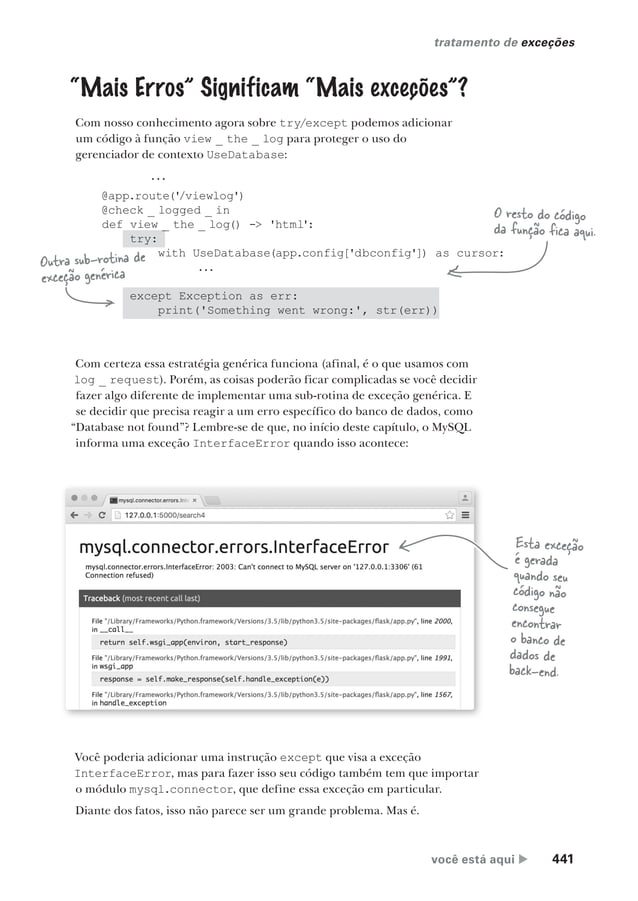 tratamento de exceções
“Mais Erros” Significam “Mais exceções”?
Com nosso conhecimento agora sobre try/except podemos adicionar
um código à função view _ the _ log para proteger o uso do
gerenciador de contexto UseDatabase:
...
@app.route('/viewlog')
@check _ logged _ in
def view _ the _ log() -> 'html':
try:
with UseDatabase(app.config['dbconfig']) as cursor:
...
except Exception as err:
print('Something went wrong:', str(err))
O resto do código
da função fica aqui.
Outra sub-rotina de
exceção genérica
Com certeza essa estratégia genérica funciona (afinal, é o que usamos com
log _ request). Porém, as coisas poderão ficar complicadas se você decidir
fazer algo diferente de implementar uma sub-rotina de exceção genérica. E
se decidir que precisa reagir a um erro específico do banco de dados, como
“Database not found”? Lembre-se de que, no início deste capítulo, o MySQL
informa uma exceção InterfaceError quando isso acontece:
mysql.connector.errors.Int
127.0.0.1:5000/search4
mysql.connector.errors.InterfaceError
mysql.connector.errors.InterfaceError: 2003: Can't connect to MySQL server on '127.0.0.1:3306' (61
Connection refused)
Traceback (most recent call last)
File "/Library/Frameworks/Python.framework/Versions/3.5/lib/python3.5/site-packages/flask/app.py", line 2000,
in __call__
return self.wsgi_app(environ, start_response)
File "/Library/Frameworks/Python.framework/Versions/3.5/lib/python3.5/site-packages/flask/app.py", line 1991,
in wsgi_app
response = self.make_response(self.handle_exception(e))
File "/Library/Frameworks/Python.framework/Versions/3.5/lib/python3.5/site-packages/flask/app.py", line 1567,
in handle_exception
Esta exceção
é gerada
quando seu
código não
consegue
encontrar
o banco de
dados de
back-end.
Você poderia adicionar uma instrução except que visa a exceção
InterfaceError, mas para fazer isso seu código também tem que importar
o módulo mysql.connector, que define essa exceção em particular.
Diante dos fatos, isso não parece ser um grande problema. Mas é.
você está aqui ▶ 441